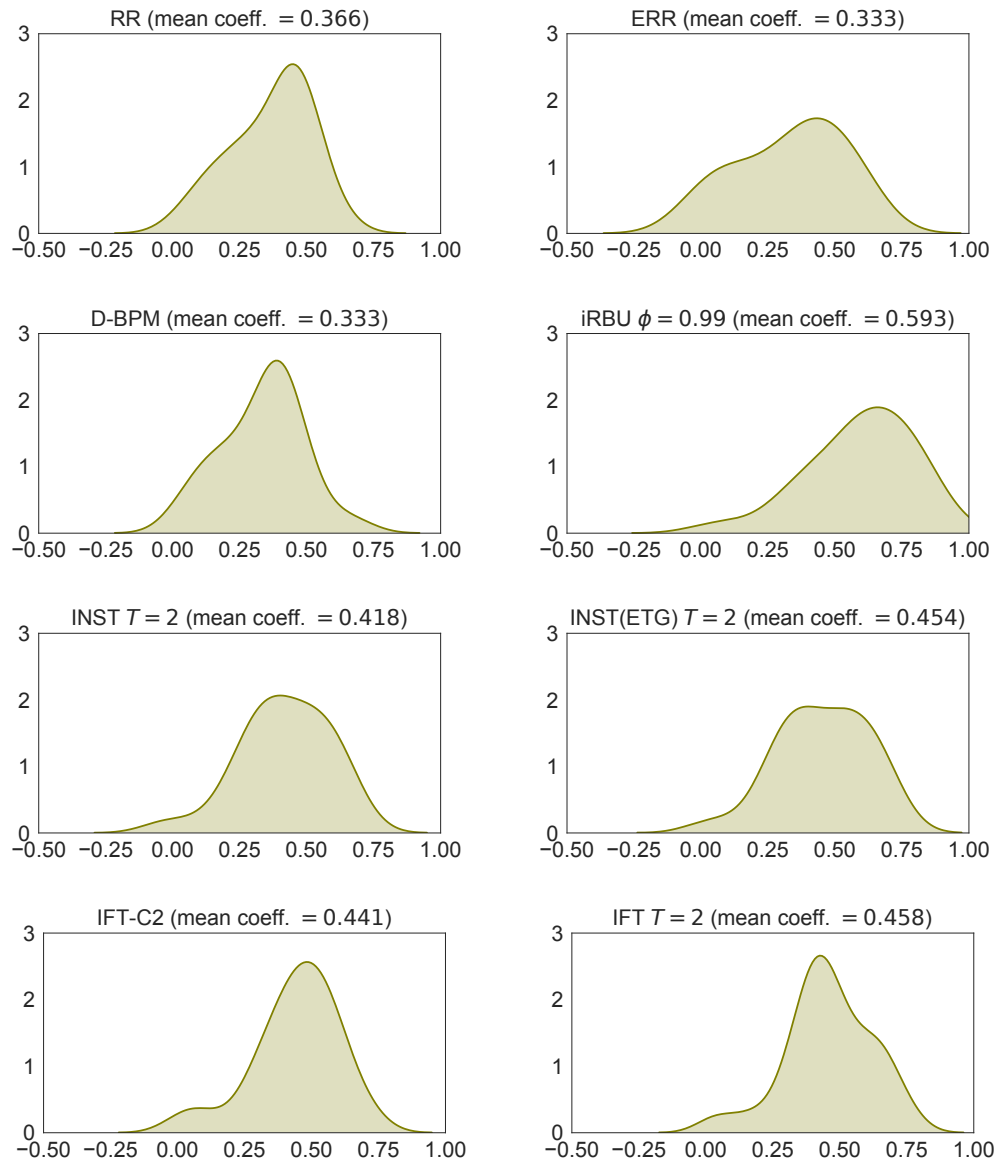 RR (mean coeff. = 0.366)
3
2
1
0
−0.50 −0.25 0.00 0.25 0.50 0.75 1.00
ERR (mean coeff. = 0.333)
3
2
1
0
−0.50 −0.25 0.00 0.25 0.50 0.75 1.00
D-BPM (mean coeff. = 0.333)
3
2
1
0
−0.50 −0.25 0.00 0.25 0.50 0.75 1.00
iRBU ϕ = 0.99 (mean coeff. = 0.593)
3
2
1
0
−0.50 −0.25 0.00 0.25 0.50 0.75 1.00
INST T = 2 (mean coeff. = 0.418)
3
2
1
0
−0.50 −0.25 0.00 0.25 0.50 0.75 1.00
INST(ETG) T = 2 (mean coeff. = 0.454)
3
2
1
0
−0.50 −0.25 0.00 0.25 0.50 0.75 1.00
IFT-C2 (mean coeff. = 0.441)
3
2
1
0
−0.50 −0.25 0.00 0.25 0.50 0.75 1.00
IFT T = 2 (mean coeff. = 0.458)
3
2
1
0
−0.50 −0.25 0.00 0.25 0.50 0.75 1.00